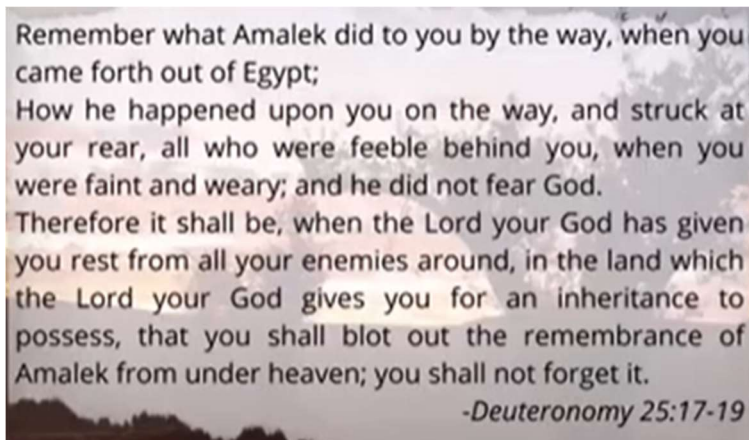 Remember what Amalek did to you by the way, when you
came forth out of Egypt;
How he happened upon you on the way, and struck at
your rear, all who were feeble behind you, when you
were faint and weary; and he did not fear God.
Therefore it shall be, when the Lord your God has given
you rest from all your enemies around, in the land which
the Lord your God gives you for an inheritance to
possess, that you shall blot out the remembrance of
Amalek from under heaven; you shall not forget it.
-Deuteronomy 25:17-19